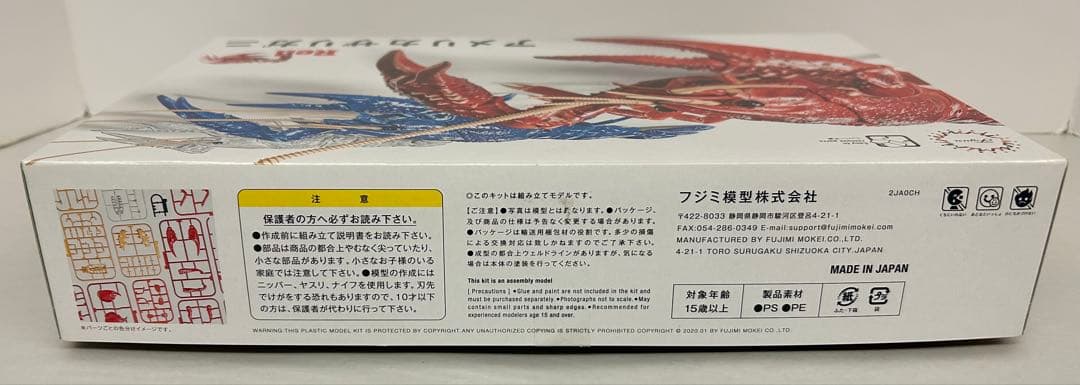 アメリカザリガニ
Red
注 意
保護者の方へ必ずお読み下さい。
●作成前に組み立て説明書をお読み下さい。
●部品は商品の都合上やむなく尖っていたり、
小さな部品があります。小さなお子様のいる
家庭では注意して下さい。●模型の作成には
ニッパー、ヤスリ、ナイフを使用します。刃元
でけがをする恐れもありますので、10才以下
の方は、保護者が代わりに行って下さい。
※パーツごとの色分けイメージです。
◎このキットは組み立てモデルです。
【ご注意】●写真は模型とは異なります。●パッケージ、
及び商品の仕様は予告なく変更する場合があります。
●パッケージは輸送用梱包材の役割です。多少の損傷
による交換対応は致しかねますのでご了承下さい。
●成型の都合上ウェルドラインがありますが、気になる
場合は本体の塗装を行ってください。
This kit is an assembly model
[Precautions] ●Glue and paint are not included in the kit and
must be purchased separately. ●Photographs not to scale. ●May
contain small parts and sharp edges. ●Recommended for
experienced modelers age 15 and over.
フジミ模型株式会社
2JA0CH
〒422-8033 静岡県静岡市駿河区登呂4-21-1
FAX.054-286-0349 E-mail:support@fujimimokei.com
MANUFACTURED BY FUJIMI MOKEI.CO.,LTD.
4-21-1 TORO SURUGAKU SHIZUOKA CITY.JAPAN
MADE IN JAPAN
対象年齢
15歳以上
製品素材
●PS ●PE
紙
ふた・下箱
プラ
袋
WARNING:THIS PLASTIC MODEL KIT IS PROTECTED BY COPYRIGHT.ANY UNAUTHORIZED COPYING IS STRICTLY PROHIBITED.COPYRIGHT © 2020.01 BY FUJIMI MOKEI CO.,LTD.